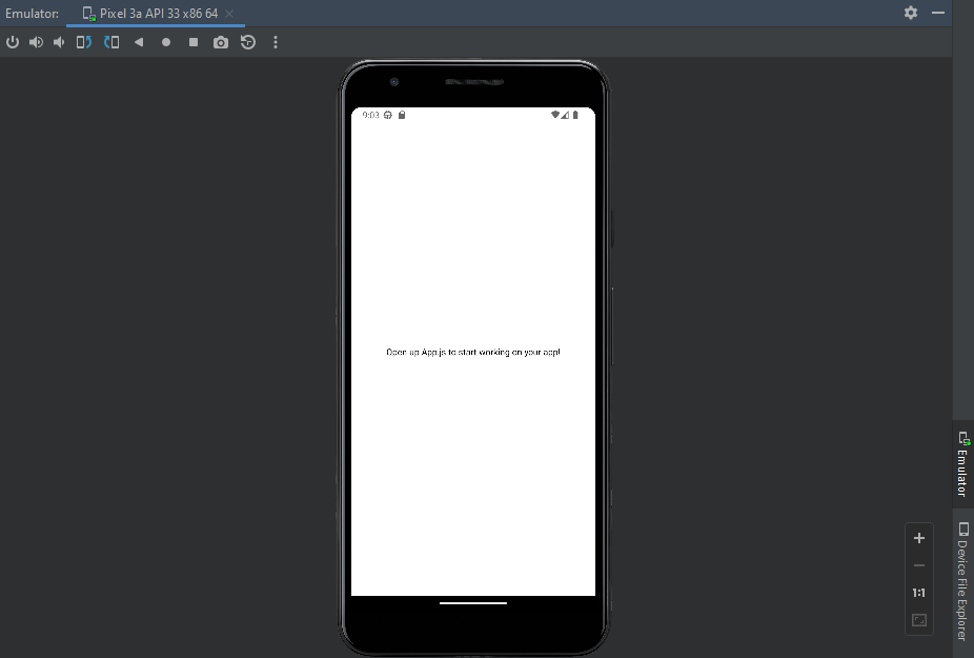 Emulator: Pixel 3a API 33 x86 64
9:03
Open up App.js to start working on your app!
Emulator
1:1
Device File Explorer